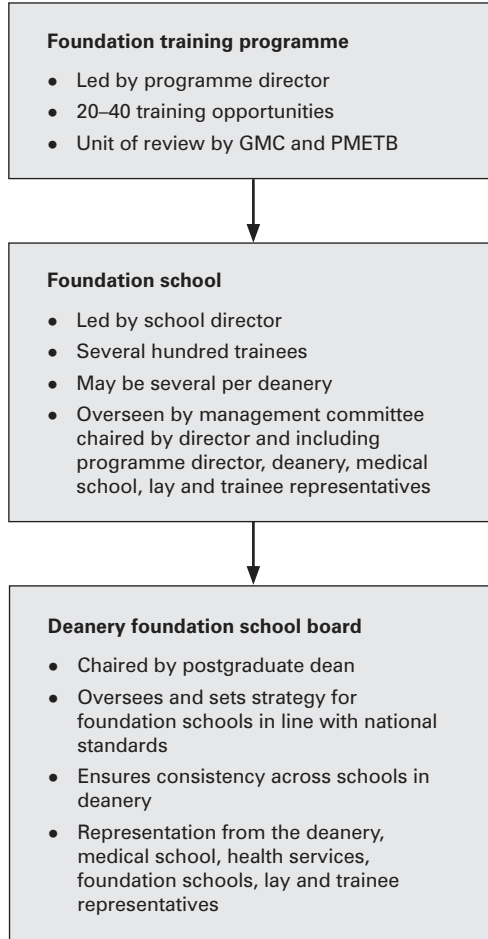 Foundation training programme
● Led by programme director
● 20–40 training opportunities
● Unit of review by GMC and PMETB
Foundation school
● Led by school director
● Several hundred trainees
● May be several per deanery
● Overseen by management committee
chaired by director and including
programme director, deanery, medical
school, lay and trainee representatives
Deanery foundation school board
● Chaired by postgraduate dean
● Oversees and sets strategy for
foundation schools in line with national
standards
● Ensures consistency across schools in
deanery
● Representation from the deanery,
medical school, health services,
foundation schools, lay and trainee
representatives